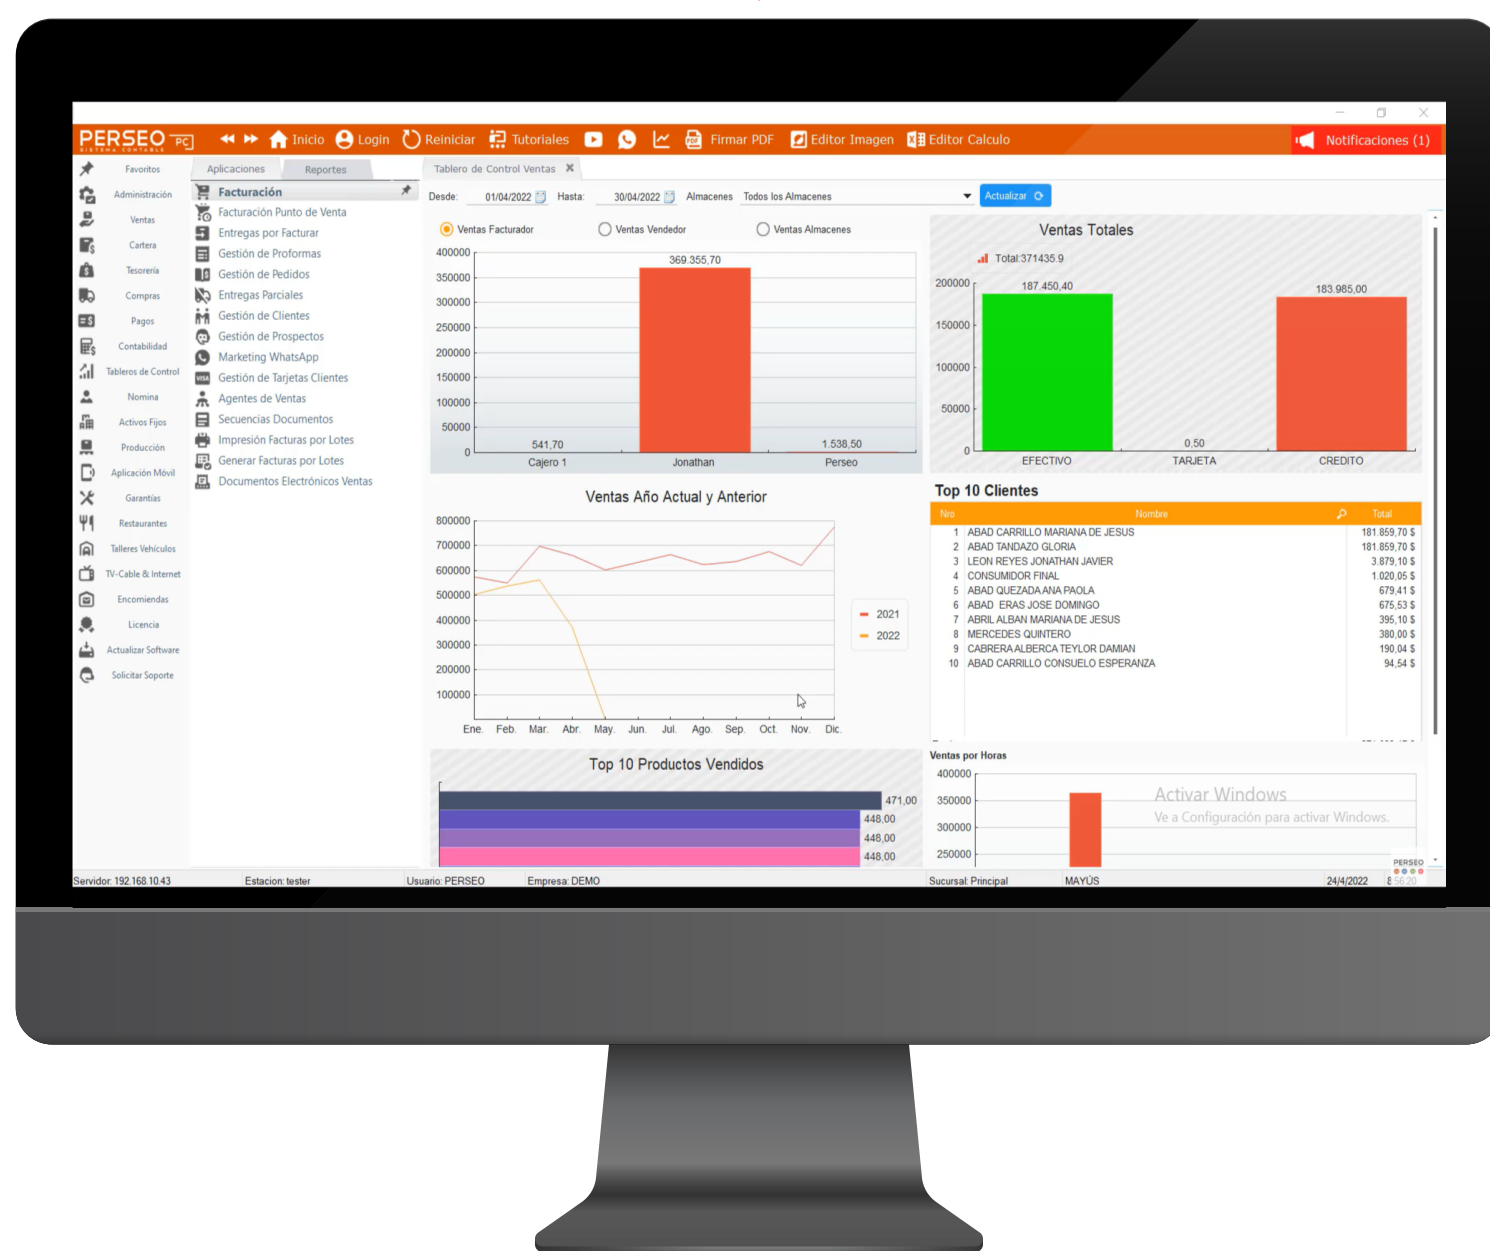 PERSEO PC
SISTEMA CONTABLE
Inicio
Login
Reiniciar
Tutoriales
Firmar PDF
Editor Imagen
Editor Calculo
Notificaciones (1)
Favoritos
Administración
Ventas
Cartera
Tesorería
Compras
Pagos
Contabilidad
Tableros de Control
Nomina
Activos Fijos
Producción
Aplicación Móvil
Garantías
Restaurantes
Talleres Vehículos
TV-Cable & Internet
Encomiendas
Licencia
Actualizar Software
Solicitar Soporte
Aplicaciones
Reportes
Facturación
Facturación Punto de Venta
Entregas por Facturar
Gestión de Proformas
Gestión de Pedidos
Entregas Parciales
Gestión de Clientes
Gestión de Prospectos
Marketing WhatsApp
Gestión de Tarjetas Clientes
Agentes de Ventas
Secuencias Documentos
Impresión Facturas por Lotes
Generar Facturas por Lotes
Documentos Electrónicos Ventas
Tablero de Control Ventas
Desde: 01/04/2022 Hasta: 30/04/2022 Almacenes Todos los Almacenes Actualizar
Ventas Facturador Ventas Vendedor Ventas Almacenes
400000
350000
300000
250000
200000
150000
100000
50000
0
369.355,70
541,70
1.538,50
Cajero 1 Jonathan Perseo
Ventas Totales
Total:371435.9
200000
150000
100000
50000
0
187.450,40
0,50
183.985,00
EFECTIVO TARJETA CREDITO
Ventas Año Actual y Anterior
800000
700000
600000
500000
400000
300000
200000
100000
Ene. Feb. Mar. Abr. May. Jun. Jul. Ago. Sep. Oct. Nov. Dic.
2021
2022
Top 10 Clientes
Nro Nombre Total
1 ABAD CARRILLO MARIANA DE JESUS 181.859,70 $
2 ABAD TANDAZO GLORIA 181.859,70 $
3 LEON REYES JONATHAN JAVIER 3.879,10 $
4 CONSUMIDOR FINAL 1.020,05 $
5 ABAD QUEZADA ANA PAOLA 679,41 $
6 ABAD ERAS JOSE DOMINGO 675,53 $
7 ABRIL ALBAN MARIANA DE JESUS 395,10 $
8 MERCEDES QUINTERO 380,00 $
9 CABRERA ALBERCA TEYLOR DAMIAN 190,04 $
10 ABAD CARRILLO CONSUELO ESPERANZA 94,54 $
Top 10 Productos Vendidos
471,00
448,00
448,00
448,00
Ventas por Horas
400000
350000
300000
250000
Activar Windows
Ve a Configuración para activar Windows.
PERSEO
Servidor: 192.168.10.43 Estacion: tester Usuario: PERSEO Empresa: DEMO Sucursal: Principal MAYÚS 24/4/2022